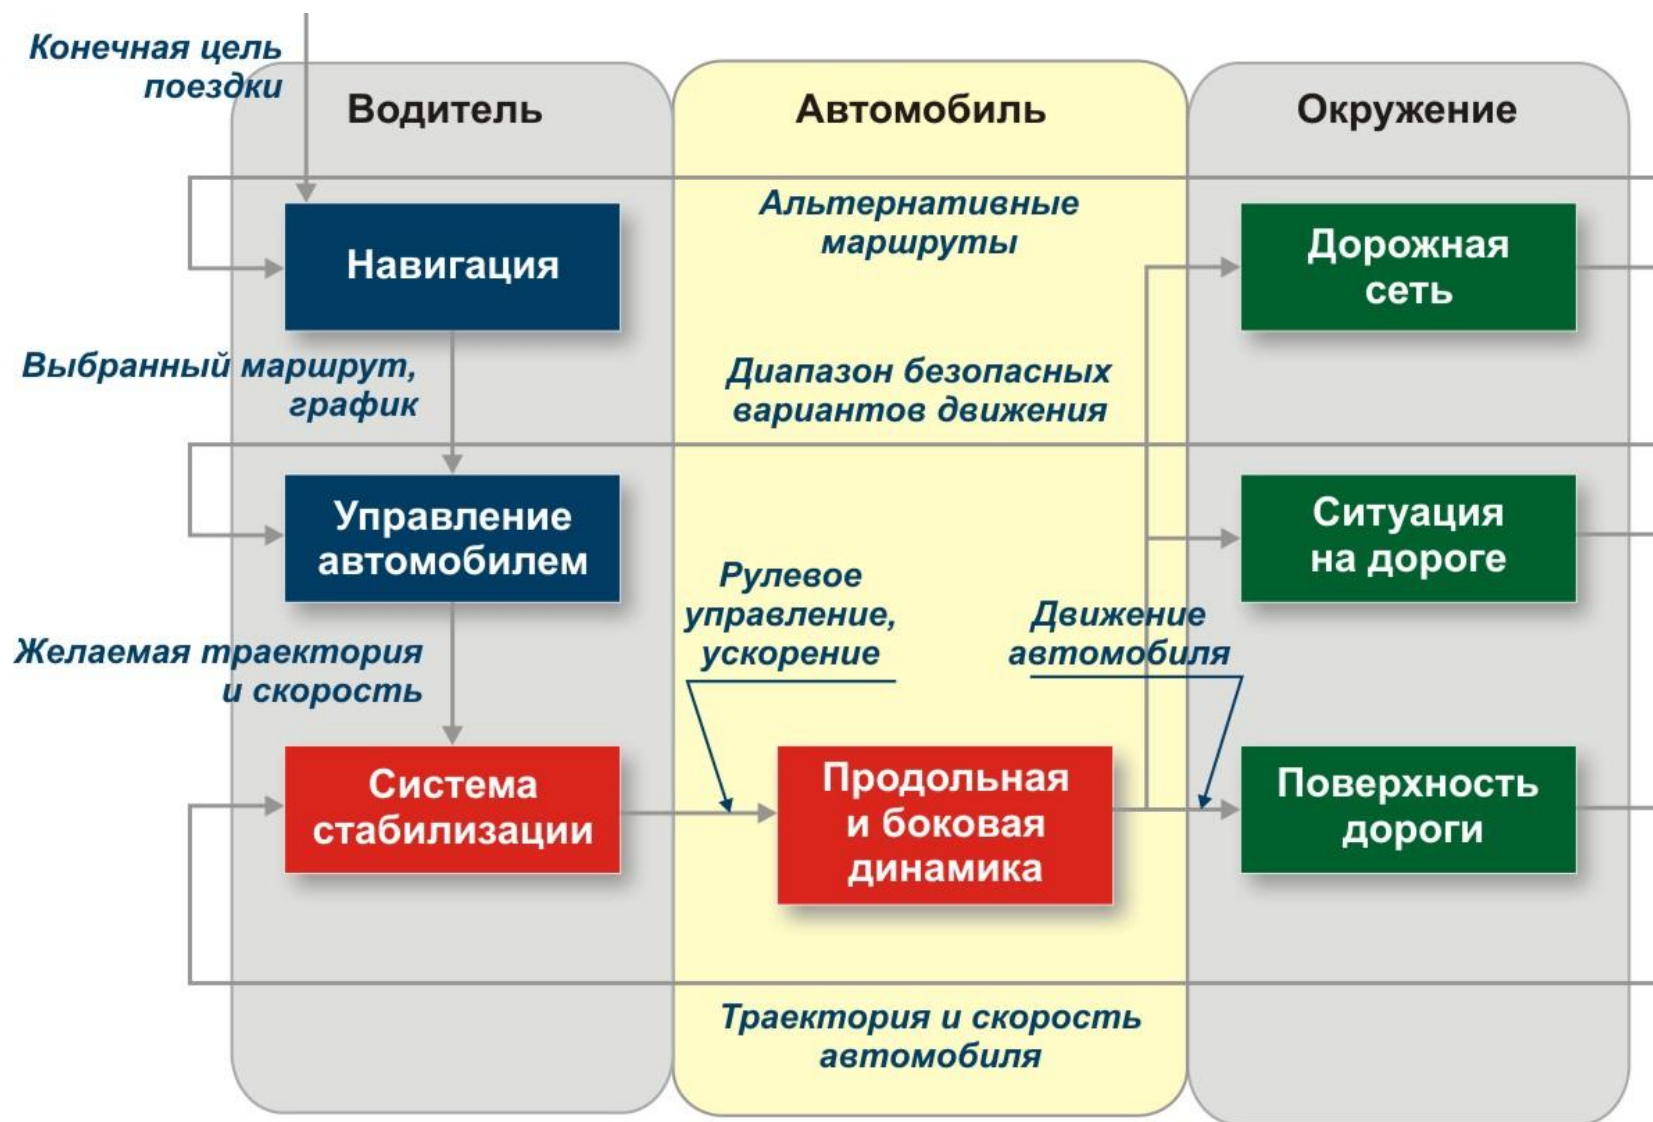 Конечная цель
поездки
Водитель
Автомобиль
Окружение
Альтернативные
маршруты
Навигация
Дорожная
сеть
Выбранный маршрут,
график
Диапазон безопасных
вариантов движения
Управление
автомобилем
Ситуация
на дороге
Рулевое
управление,
ускорение
Движение
автомобиля
Желаемая траектория
и скорость
Система
стабилизации
Продольная
и боковая
динамика
Поверхность
дороги
Траектория и скорость
автомобиля